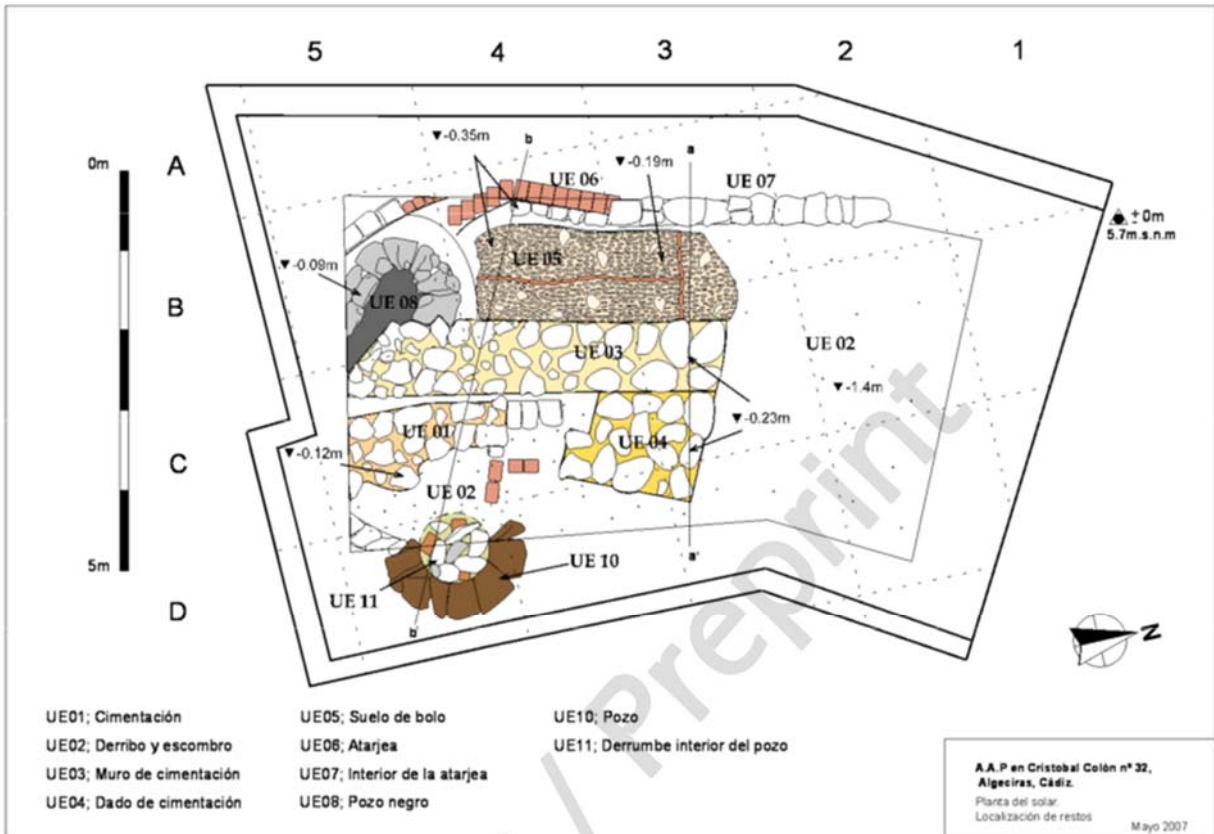 5 4 3 2 1
A
B
C
D
0m
5m
▼-0.35m
b
▼-0.19m
a
UE 06
UE 07
± 0m
5.7m.s.n.m
UE 05
▼-0.09m
UE 08
UE 03
UE 02
▼-1.4m
▼-0.23m
UE 01
UE 04
▼-0.12m
UE 02
UE 10
a'
UE 11
b'
N
UE01; Cimentación
UE02; Derribo y escombro
UE03; Muro de cimentación
UE04; Dado de cimentación
UE05; Suelo de bolo
UE06; Atarjea
UE07; Interior de la atarjea
UE08; Pozo negro
UE10; Pozo
UE11; Derrumbe interior del pozo
A.A.P en Cristobal Colón nº 32,
Algeciras, Cádiz.
Planta del solar.
Localización de restos
Mayo 2007
/ Preprint